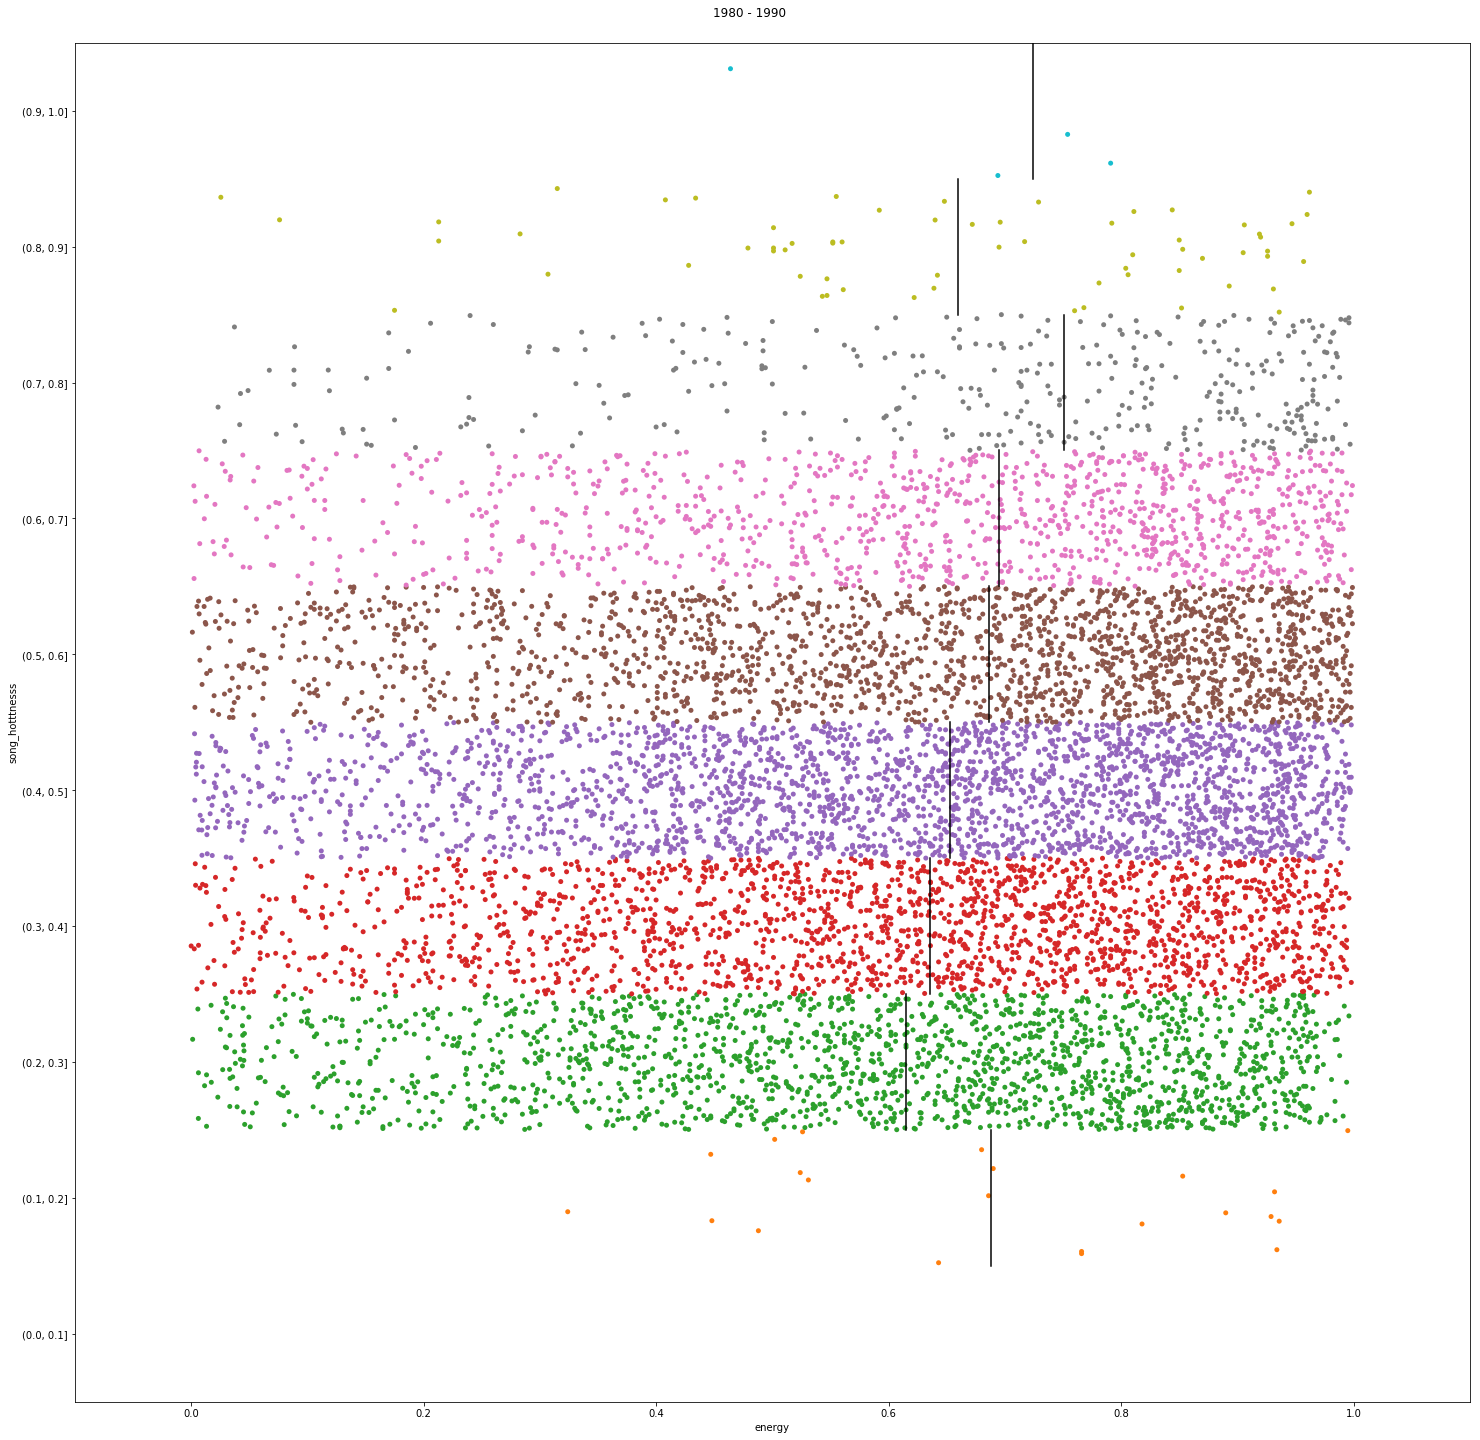 1980 - 1990
(0.9, 1.0]
(0.8, 0.9]
(0.7, 0.8]
(0.6, 0.7]
(0.5, 0.6]
song_hotttnesss
(0.4, 0.5]
(0.3, 0.4]
(0.2, 0.3]
(0.1, 0.2]
(0.0, 0.1]
0.0 0.2 0.4 0.6 0.8 1.0
energy